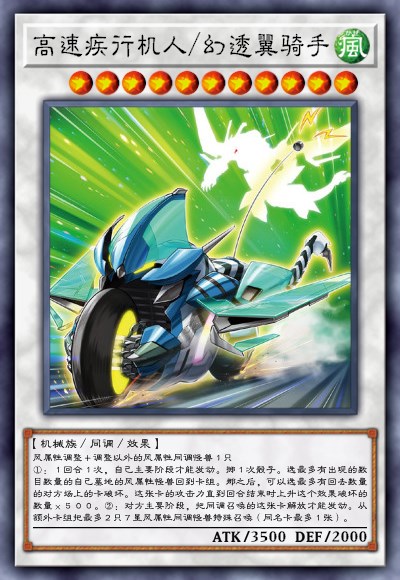 高速疾行机人/幻透翼骑手
風
【机械族/同调/效果】
风属性调整+调整以外的风属性同调怪兽1只
①：1回合1次，自己主要阶段才能发动。掷1次骰子。选最多有出现的数
目数量的自己墓地的风属性同调怪兽回到卡组。那之后，可以选最多有回去数量
的对方场上的卡破坏。这张卡的攻击力直到回合结束时上升这个效果破坏的
数量×500。②：对方主要阶段，把同调召唤的这张卡解放才能发动。从
额外卡组把最多2只7星风属性同调怪兽特殊召唤（同名卡最多1张）。
ATK/3500 DEF/2000